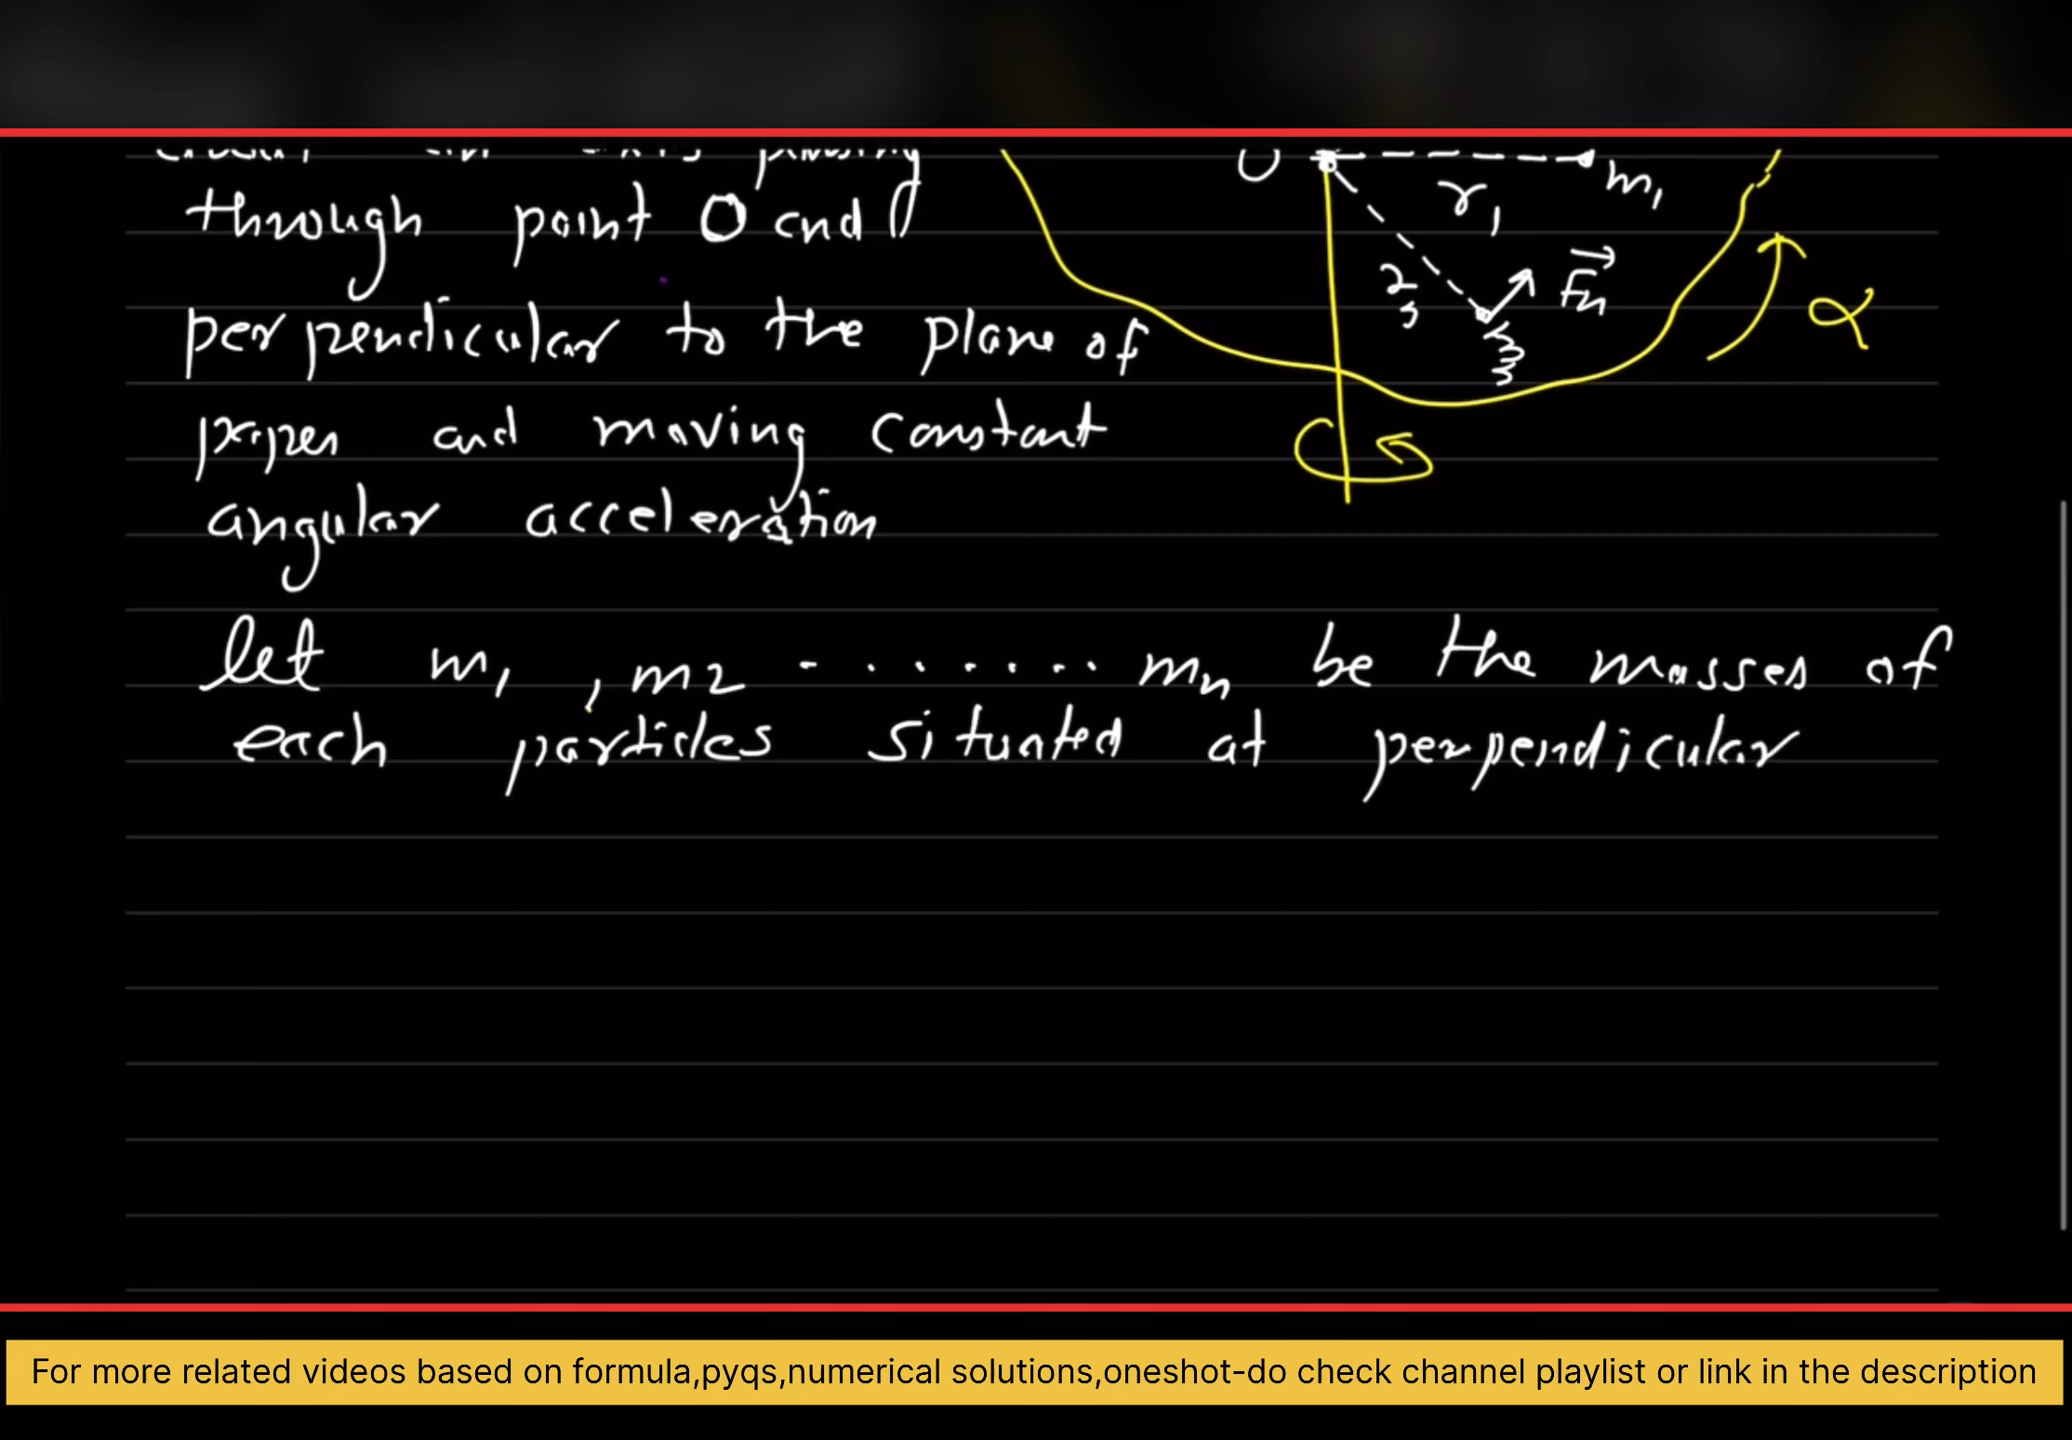 passing
through point O and
perpendicular to the plane of
paper and moving constant
angular acceleration
let m1, m2 - ....... mn be the masses of
each particles situated at perpendicular
O
r1
m1
Fn
α
For more related videos based on formula,pyqs,numerical solutions,oneshot-do check channel playlist or link in the description